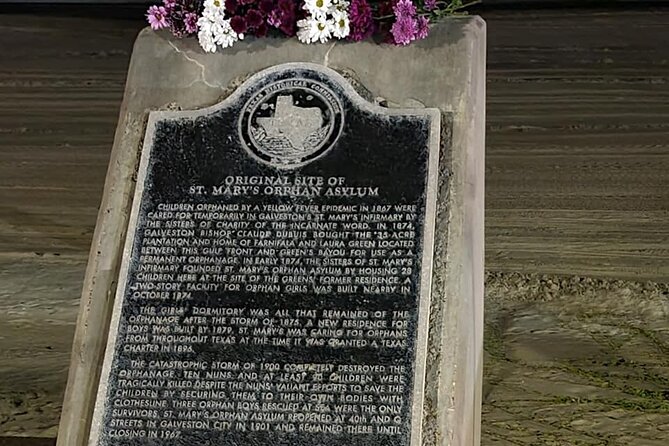 TEXAS HISTORICAL COMMISSION
ORIGINAL SITE OF
ST. MARY'S ORPHAN ASYLUM
CHILDREN ORPHANED BY A YELLOW FEVER EPIDEMIC IN 1867 WERE
CARED FOR TEMPORARILY IN GALVESTON'S ST. MARY'S INFIRMARY BY
THE SISTERS OF CHARITY OF THE INCARNATE WORD. IN 1874,
GALVESTON BISHOP CLAUDE DUBUIS BOUGHT THE 35-ACRE
PLANTATION AND HOME OF FARNIFALA AND LAURA GREEN LOCATED
BETWEEN THIS GULF FRONT AND GREEN'S BAYOU FOR USE AS A
PERMANENT ORPHANAGE. IN EARLY 1874, THE SISTERS OF ST. MARY'S
INFIRMARY FOUNDED ST. MARY'S ORPHAN ASYLUM BY HOUSING 28
CHILDREN HERE AT THE SITE OF THE GREENS' FORMER RESIDENCE. A
TWO-STORY FACILITY FOR ORPHAN GIRLS WAS BUILT NEARBY IN
OCTOBER 1874.
THE GIRLS' DORMITORY WAS ALL THAT REMAINED OF THE
ORPHANAGE AFTER THE STORM OF 1875. A NEW RESIDENCE FOR
BOYS WAS BUILT BY 1879. ST. MARY'S WAS CARING FOR ORPHANS
FROM THROUGHOUT TEXAS AT THE TIME IT WAS GRANTED A TEXAS
CHARTER IN 1896.
THE CATASTROPHIC STORM OF 1900 COMPLETELY DESTROYED THE
ORPHANAGE. TEN NUNS AND AT LEAST 90 CHILDREN WERE
TRAGICALLY KILLED DESPITE THE NUNS' VALIANT EFFORTS TO SAVE THE
CHILDREN BY SECURING THEM TO THEIR OWN BODIES WITH
CLOTHESLINE. THREE ORPHAN BOYS RESCUED AT SEA WERE THE ONLY
SURVIVORS. ST. MARY'S ORPHAN ASYLUM REOPENED AT 40TH AND Q
STREETS IN GALVESTON CITY IN 1901 AND REMAINED THERE UNTIL
CLOSING IN 1967.